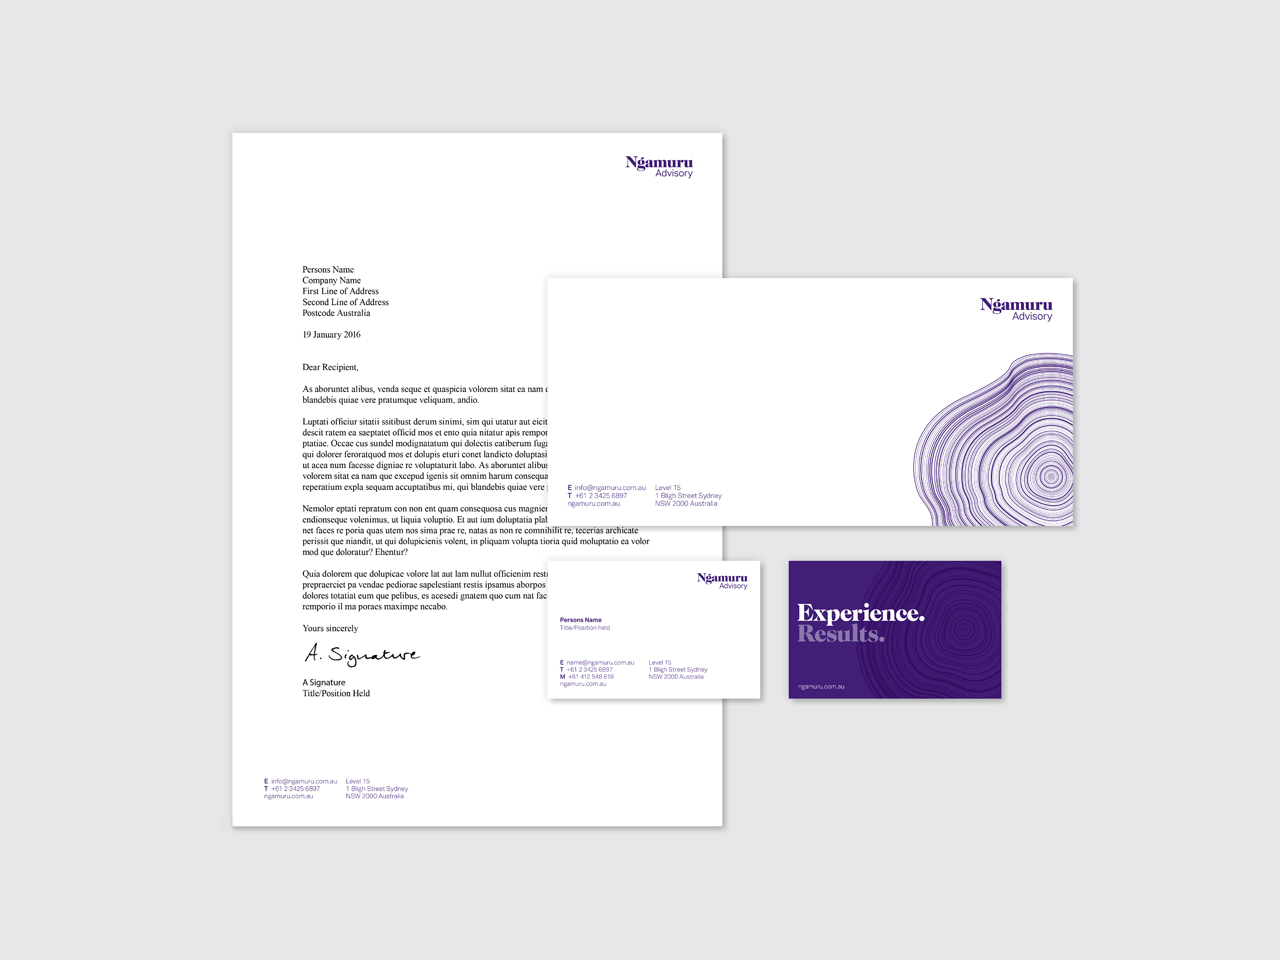 Ngamuru
Advisory
Persons Name
Company Name
First Line of Address
Second Line of Address
Postcode Australia
19 January 2016
Dear Recipient,
As aboruntet alibus, venda seque et quaspicia volorem sitat ea nam
blandebis quiae vere pratumque veliquam, andio.
Luptati officiur sitatii ssitibust derum sinimi, sim qui utatur aut eicit
descit ratem ea saeptatet officid mos et ento quia nitatur apis rempor
ptatiae. Occae cus sundel modignatatum qui dolectis eatiberum fuga
qui dolorer feroratquod mos et dolupis eturi conet landicto doluptasi
ut acea num facesse digniae re voluptaturit labo. As aboruntet alibus
volorem sitat ea nam que excepud igenis sit omnim harum consequa
reperatium expla sequam accuptatibus mi, qui blandebis quiae vere
Nemolor eptati repratum con non ent quam consequosa cus magnien
endionseque volenimus, ut liquia voluptio. Et aut ium doluptatia plab
net faces re poria quas utem nos sima prae re, natas as non re comnihilit re, tecerias archicate
perissit que niandit, ut qui dolupicienis volent, in pliquam volupta tioria quid moluptatio ea volor
mod que doloratur? Ehentur?
Quia dolorem que dolupicae volore lat aut lam nullut officienim restr
prepraerciet pa vendae pediorae sapelestiant restis ipsamus aborpos
dolores totatiat eum que pelibus, es acesedi gnatem quo cum nat fac
remporio il ma poraes maximpe necabo.
Yours sincerely
A. Signature
A Signature
Title/Position Held
E info@ngamuru.com.au Level 15
T +61 2 3425 6897 1 Bligh Street Sydney
ngamuru.com.au NSW 2000 Australia
Ngamuru
Advisory
E info@ngamuru.com.au Level 15
T +61 2 3425 6897 1 Bligh Street Sydney
ngamuru.com.au NSW 2000 Australia
Ngamuru
Advisory
Persons Name
Title/Position held
E name@ngamuru.com.au Level 15
T +61 2 3425 6897 1 Bligh Street Sydney
M +61 412 548 618 NSW 2000 Australia
ngamuru.com.au
Experience.
Results.
ngamuru.com.au